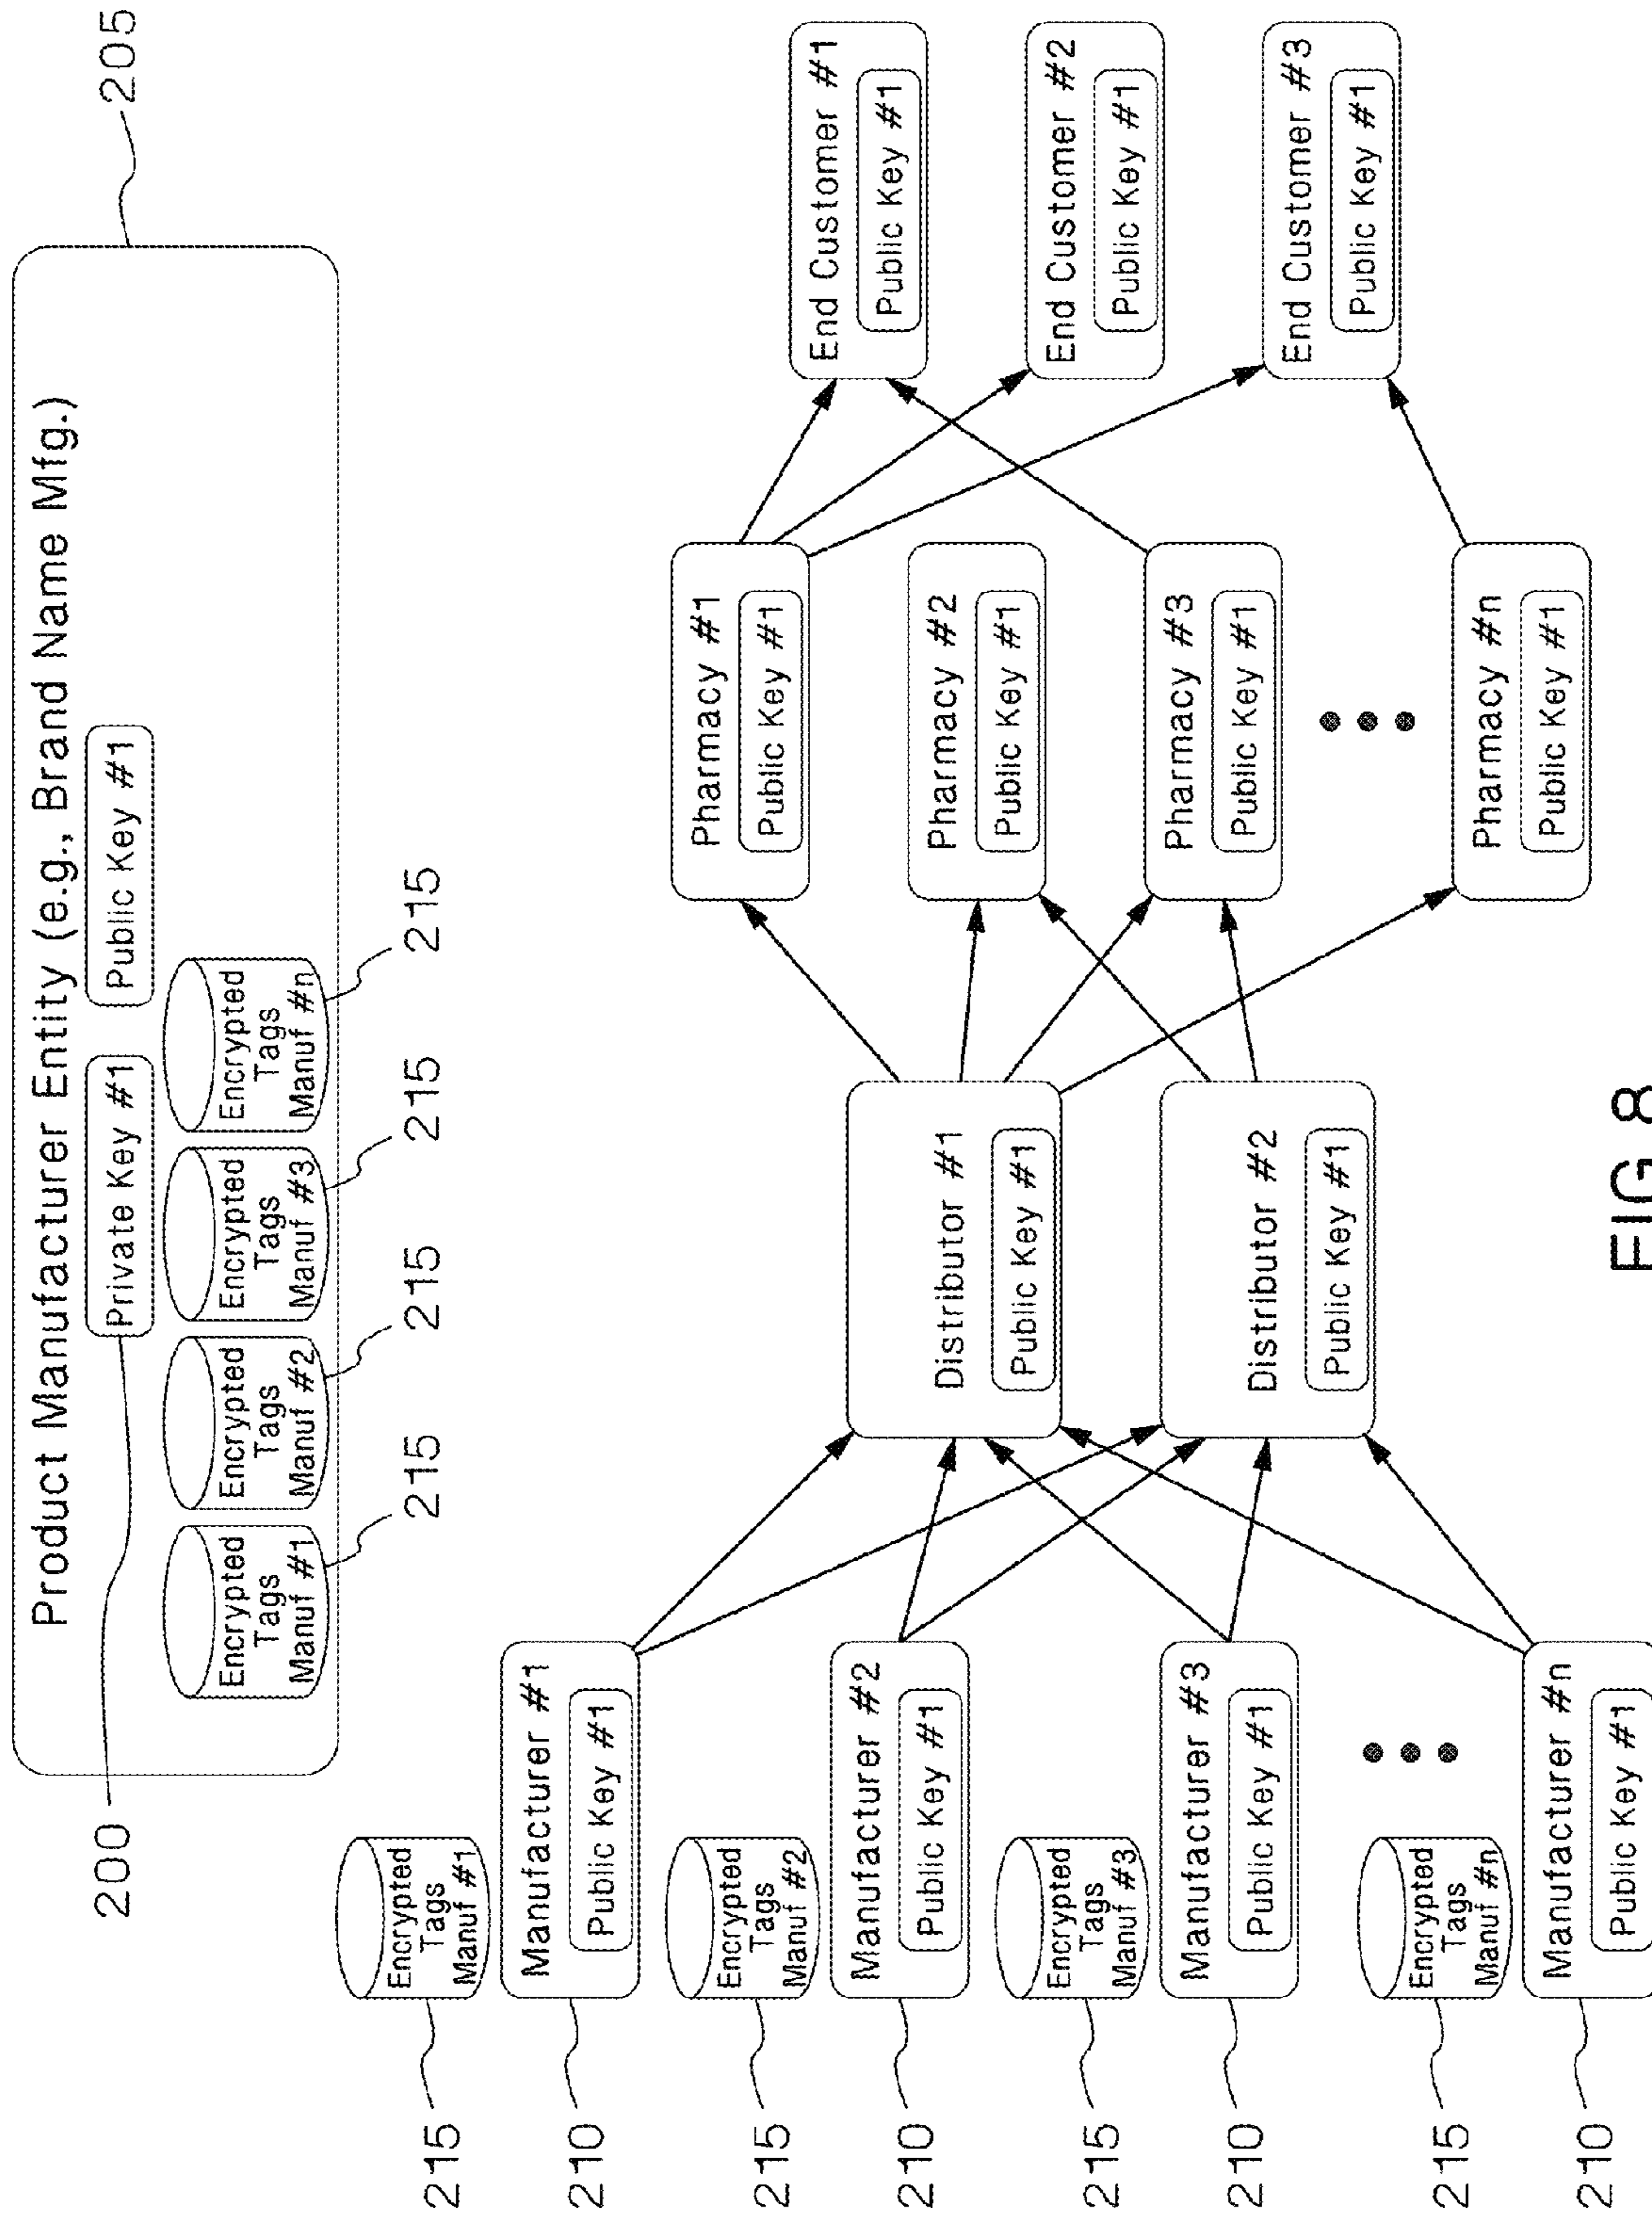 Product Manufacturer Entity (e.g., Brand Name Mfg.)
205
200
Private Key #1
Public Key #1
Encrypted
Tags
Manuf #1
215
Encrypted
Tags
Manuf #2
215
Encrypted
Tags
Manuf #3
215
Encrypted
Tags
Manuf #n
215
215
Encrypted
Tags
Manuf #1
210
Manufacturer #1
Public Key #1
215
Encrypted
Tags
Manuf #2
210
Manufacturer #2
Public Key #1
215
Encrypted
Tags
Manuf #3
210
Manufacturer #3
Public Key #1
215
Encrypted
Tags
Manuf #n
210
Manufacturer #n
Public Key #1
Distributor #1
Public Key #1
Distributor #2
Public Key #1
Pharmacy #1
Public Key #1
Pharmacy #2
Public Key #1
Pharmacy #3
Public Key #1
Pharmacy #n
Public Key #1
End Customer #1
Public Key #1
End Customer #2
Public Key #1
End Customer #3
Public Key #1
FIG 8